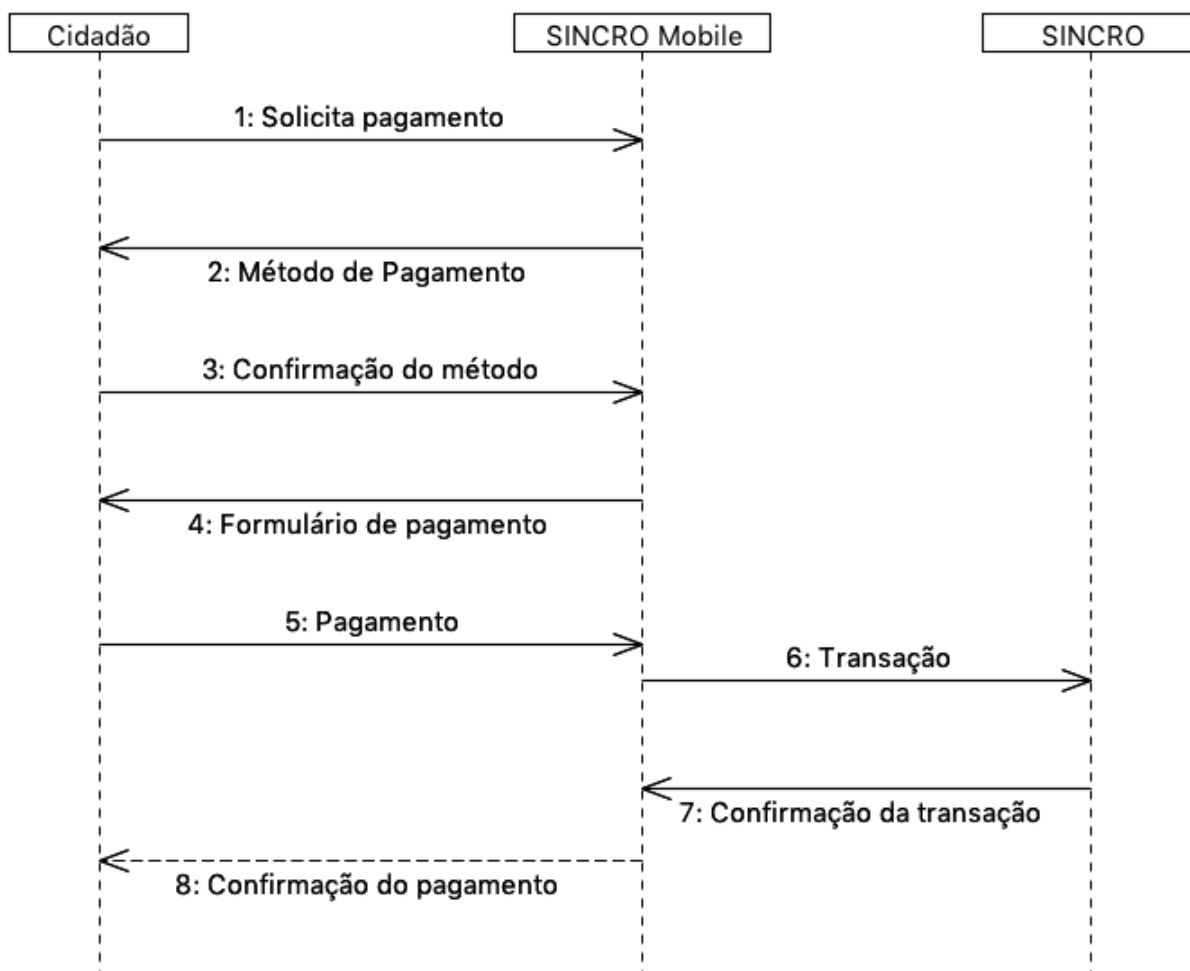 Cidadão
SINCRO Mobile
SINCRO
1: Solicita pagamento
2: Método de Pagamento
3: Confirmação do método
4: Formulário de pagamento
5: Pagamento
6: Transação
7: Confirmação da transação
8: Confirmação do pagamento